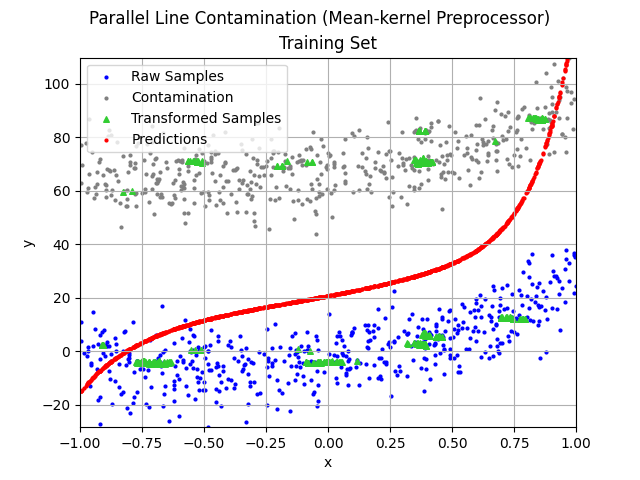 Parallel Line Contamination (Mean-kernel Preprocessor)
Training Set
Raw Samples
Contamination
Transformed Samples
Predictions
100
80
60
40
20
0
−20
y
−1.00 −0.75 −0.50 −0.25 0.00 0.25 0.50 0.75 1.00
x